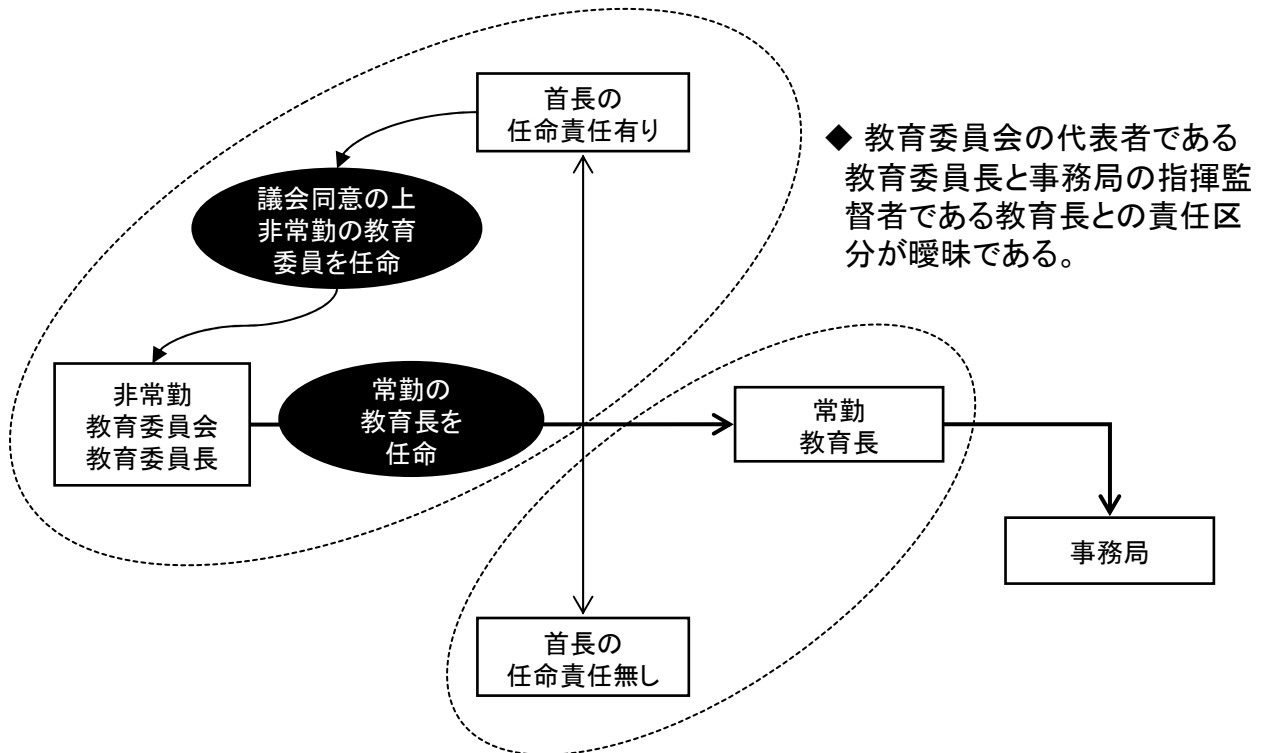 首長の
任命責任有り
◆ 教育委員会の代表者である
教育委員長と事務局の指揮監
督者である教育長との責任区
分が曖昧である。
議会同意の上
非常勤の教育
委員を任命
非常勤
教育委員会
教育委員長
常勤の
教育長を
任命
常勤
教育長
事務局
首長の
任命責任無し